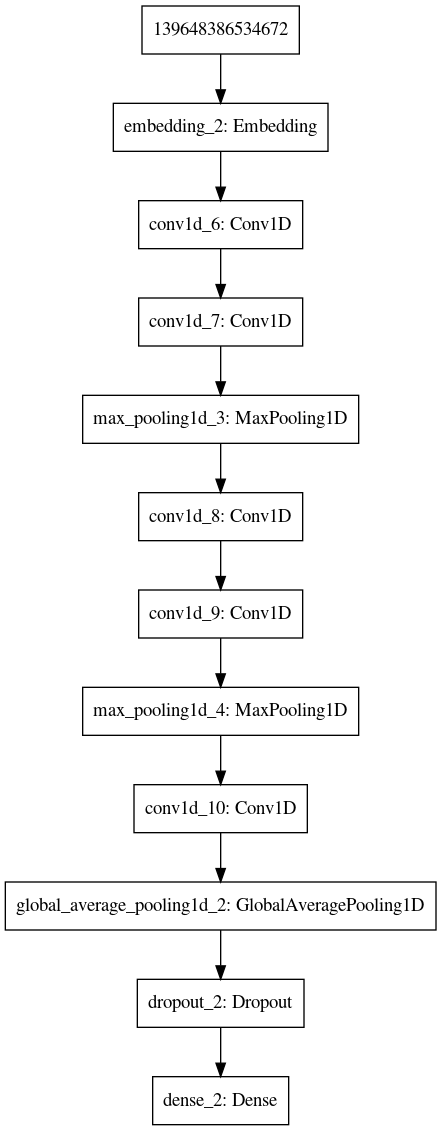 139648386534672
embedding_2: Embedding
conv1d_6: Conv1D
conv1d_7: Conv1D
max_pooling1d_3: MaxPooling1D
conv1d_8: Conv1D
conv1d_9: Conv1D
max_pooling1d_4: MaxPooling1D
conv1d_10: Conv1D
global_average_pooling1d_2: GlobalAveragePooling1D
dropout_2: Dropout
dense_2: Dense